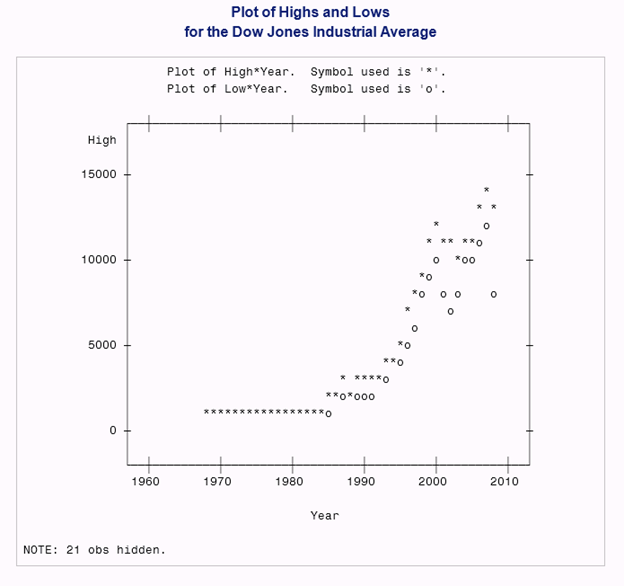 Plot of Highs and Lows
for the Dow Jones Industrial Average
Plot of High*Year.  Symbol used is '*'.
Plot of Low*Year.   Symbol used is 'o'.
High
15000
10000
5000
0
1960 1970 1980 1990 2000 2010
Year
NOTE: 21 obs hidden.